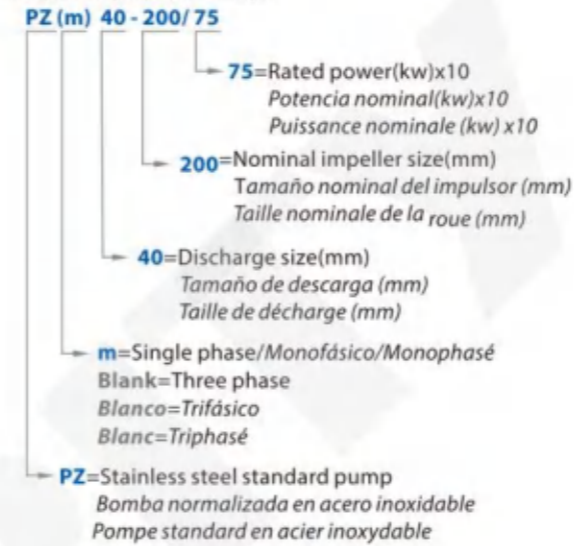 PZ (m) 40 - 200/ 75
75=Rated power(kw)x10
Potencia nominal(kw)x10
Puissance nominale (kw) x10
200=Nominal impeller size(mm)
Tamaño nominal del impulsor (mm)
Taille nominale de la roue (mm)
40=Discharge size(mm)
Tamaño de descarga (mm)
Taille de décharge (mm)
m=Single phase/Monofásico/Monophasé
Blank=Three phase
Blanco=Trifásico
Blanc=Triphasé
PZ=Stainless steel standard pump
Bomba normalizada en acero inoxidable
Pompe standard en acier inoxydable